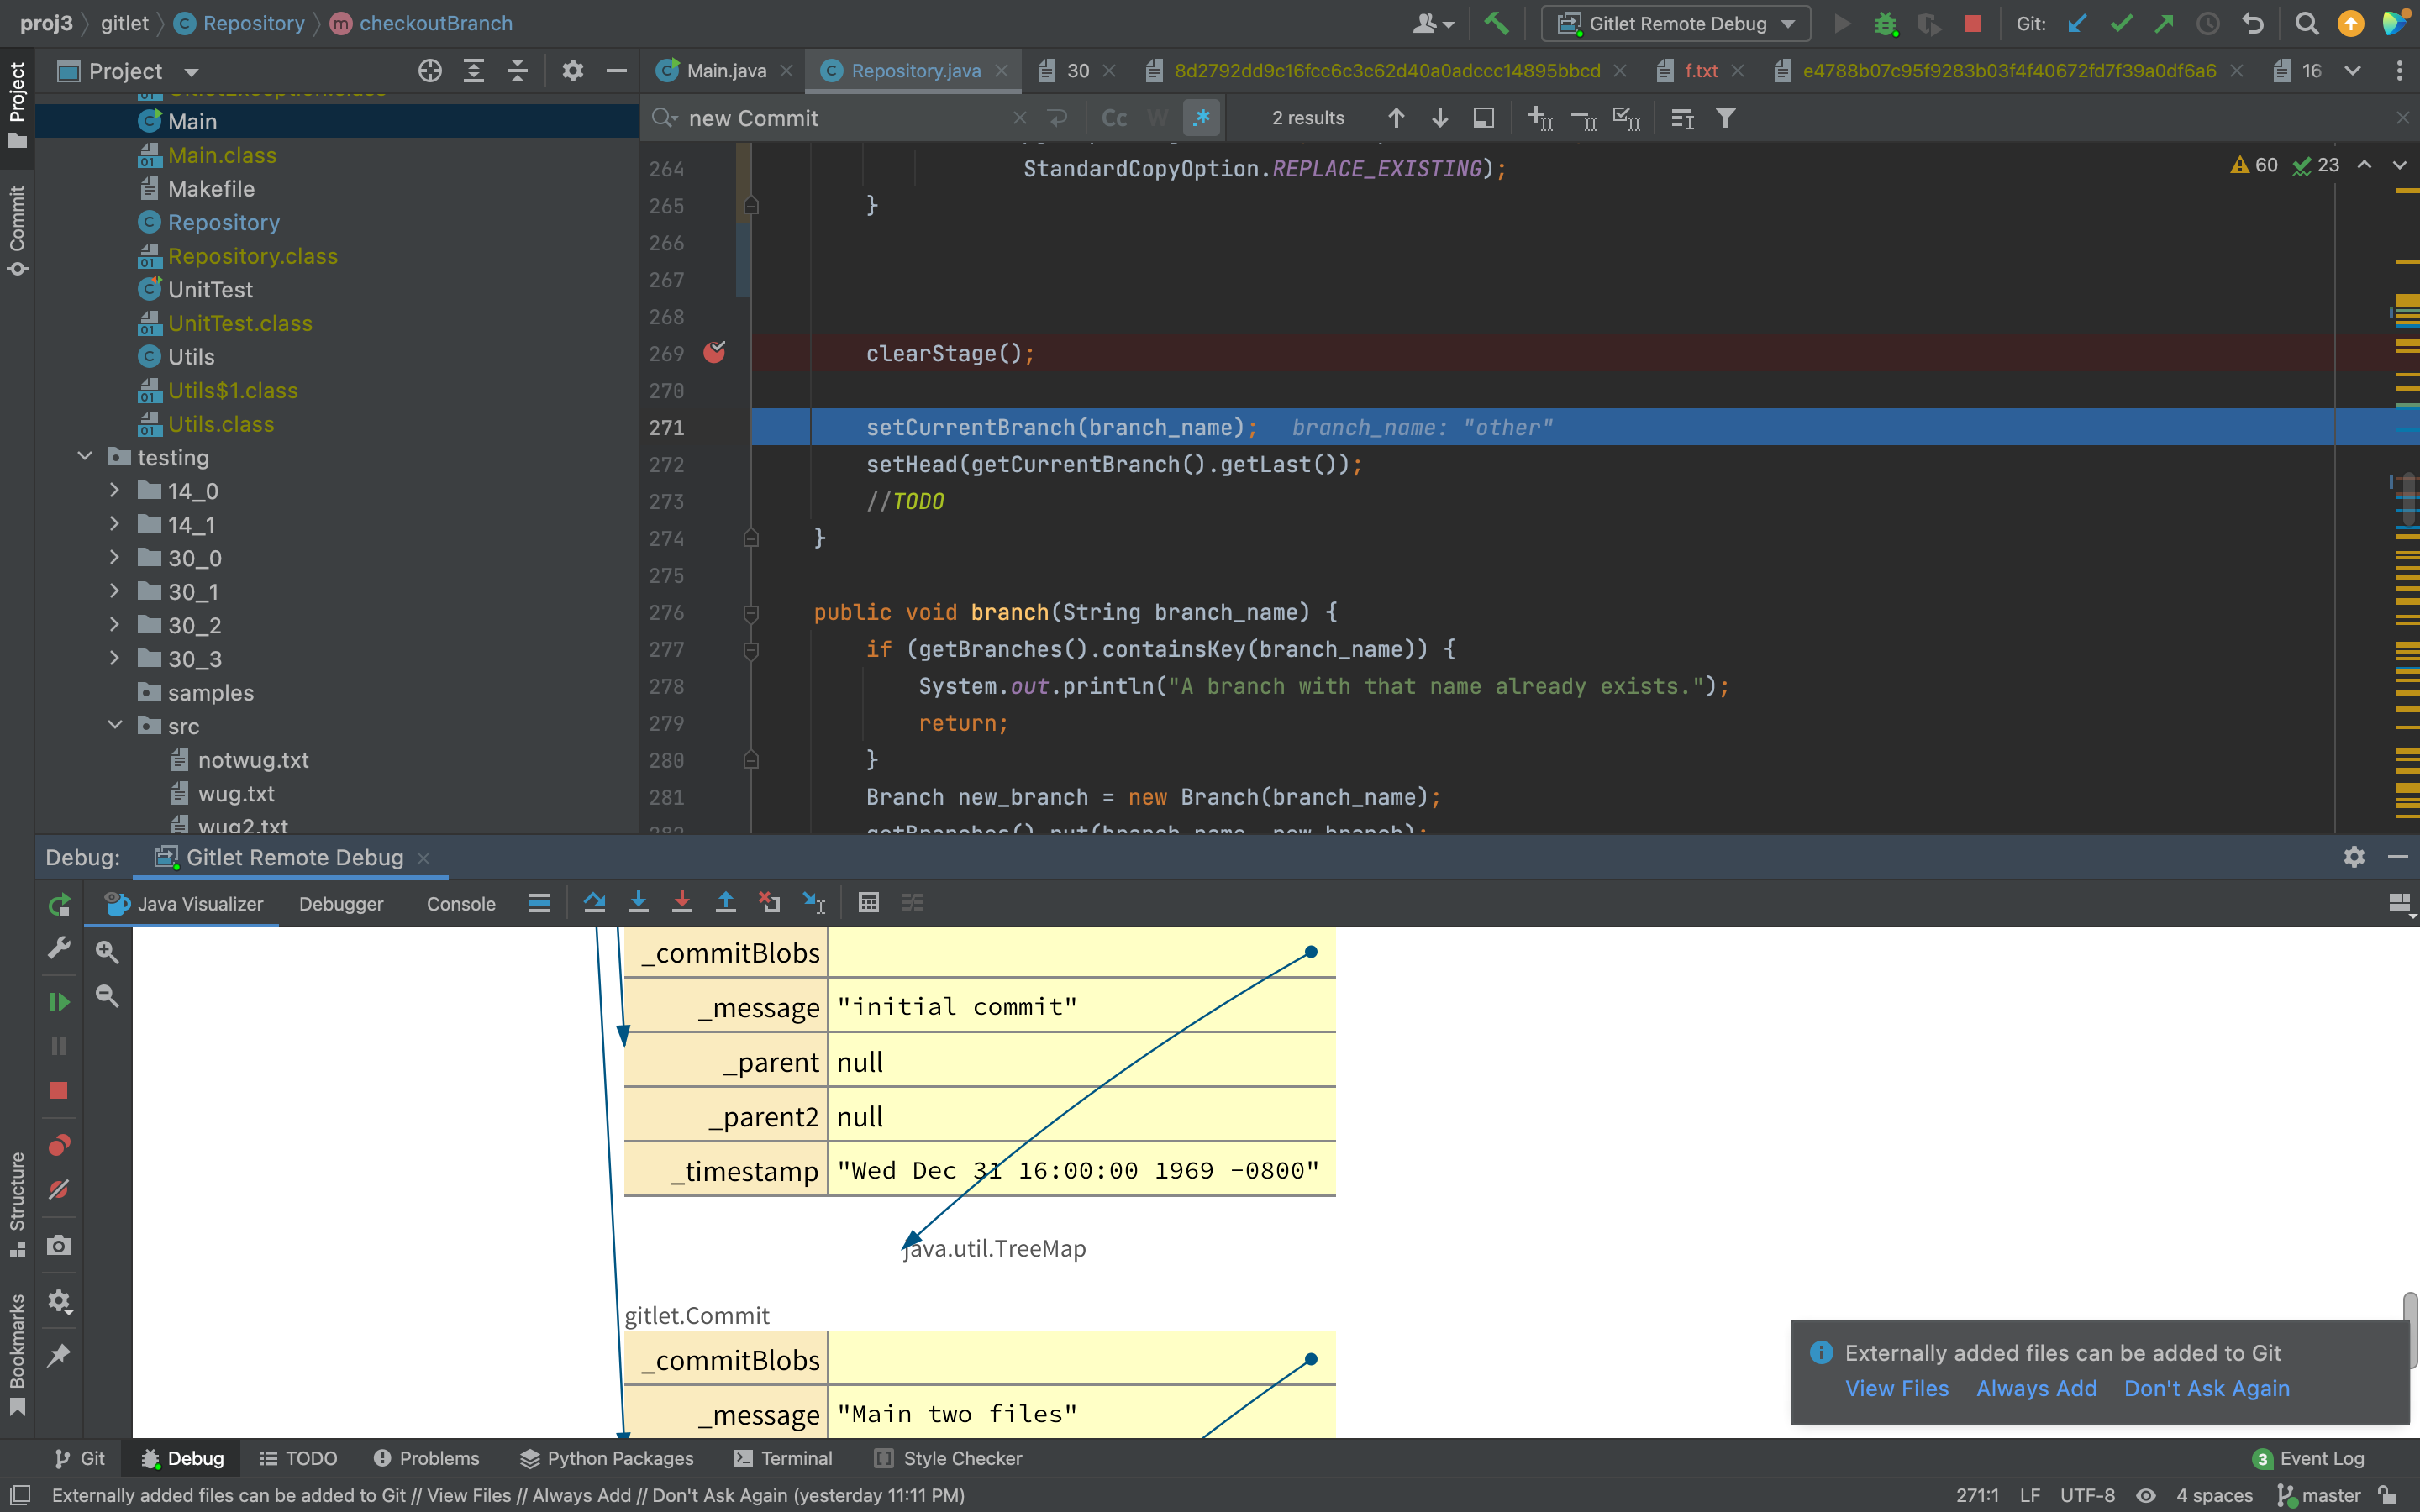 proj3 gitlet Repository checkoutBranch
Gitlet Remote Debug
Git:
Project
Main.java
Repository.java
30
8d2792dd9c16fcc6c3c62d40a0adccc14895bbcd
f.txt
e4788b07c95f9283b03f4f40672fd7f39a0df6a6
16
Project
Commit
Structure
Bookmarks
Main
Main.class
Makefile
Repository
Repository.class
UnitTest
UnitTest.class
Utils
Utils$1.class
Utils.class
testing
14_0
14_1
30_0
30_1
30_2
30_3
samples
src
notwug.txt
wug.txt
wug2.txt
new Commit
Cc W .* 2 results
60 23
264 StandardCopyOption.REPLACE_EXISTING);
265 }
266
267
268
269 clearStage();
270
271 setCurrentBranch(branch_name); branch_name: "other"
272 setHead(getCurrentBranch().getLast());
273 //TODO
274 }
275
276 public void branch(String branch_name) {
277 if (getBranches().containsKey(branch_name)) {
278 System.out.println("A branch with that name already exists.");
279 return;
280 }
281 Branch new_branch = new Branch(branch_name);
282 getBranches().put(branch_name, new_branch);
Debug: Gitlet Remote Debug
Java Visualizer Debugger Console
_commitBlobs
_message "initial commit"
_parent null
_parent2 null
_timestamp "Wed Dec 31 16:00:00 1969 -0800"
java.util.TreeMap
gitlet.Commit
_commitBlobs
_message "Main two files"
Externally added files can be added to Git
View Files Always Add Don't Ask Again
Git Debug TODO Problems Python Packages Terminal Style Checker
3 Event Log
Externally added files can be added to Git // View Files // Always Add // Don't Ask Again (yesterday 11:11 PM)
271:1 LF UTF-8 4 spaces master